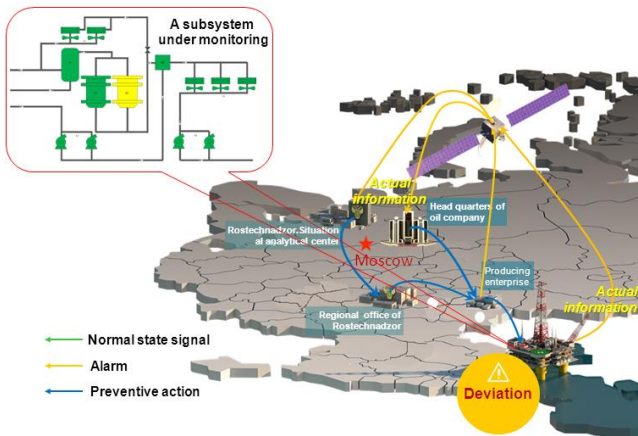 A subsystem
under monitoring
Actual
information
Head quarters of
oil company
Rostechnadzor.Situation
al analytical center
Moscow
Producing
enterprise
Actual
information
Regional office of
Rostechnadzor
Normal state signal
Alarm
Preventive action
Deviation